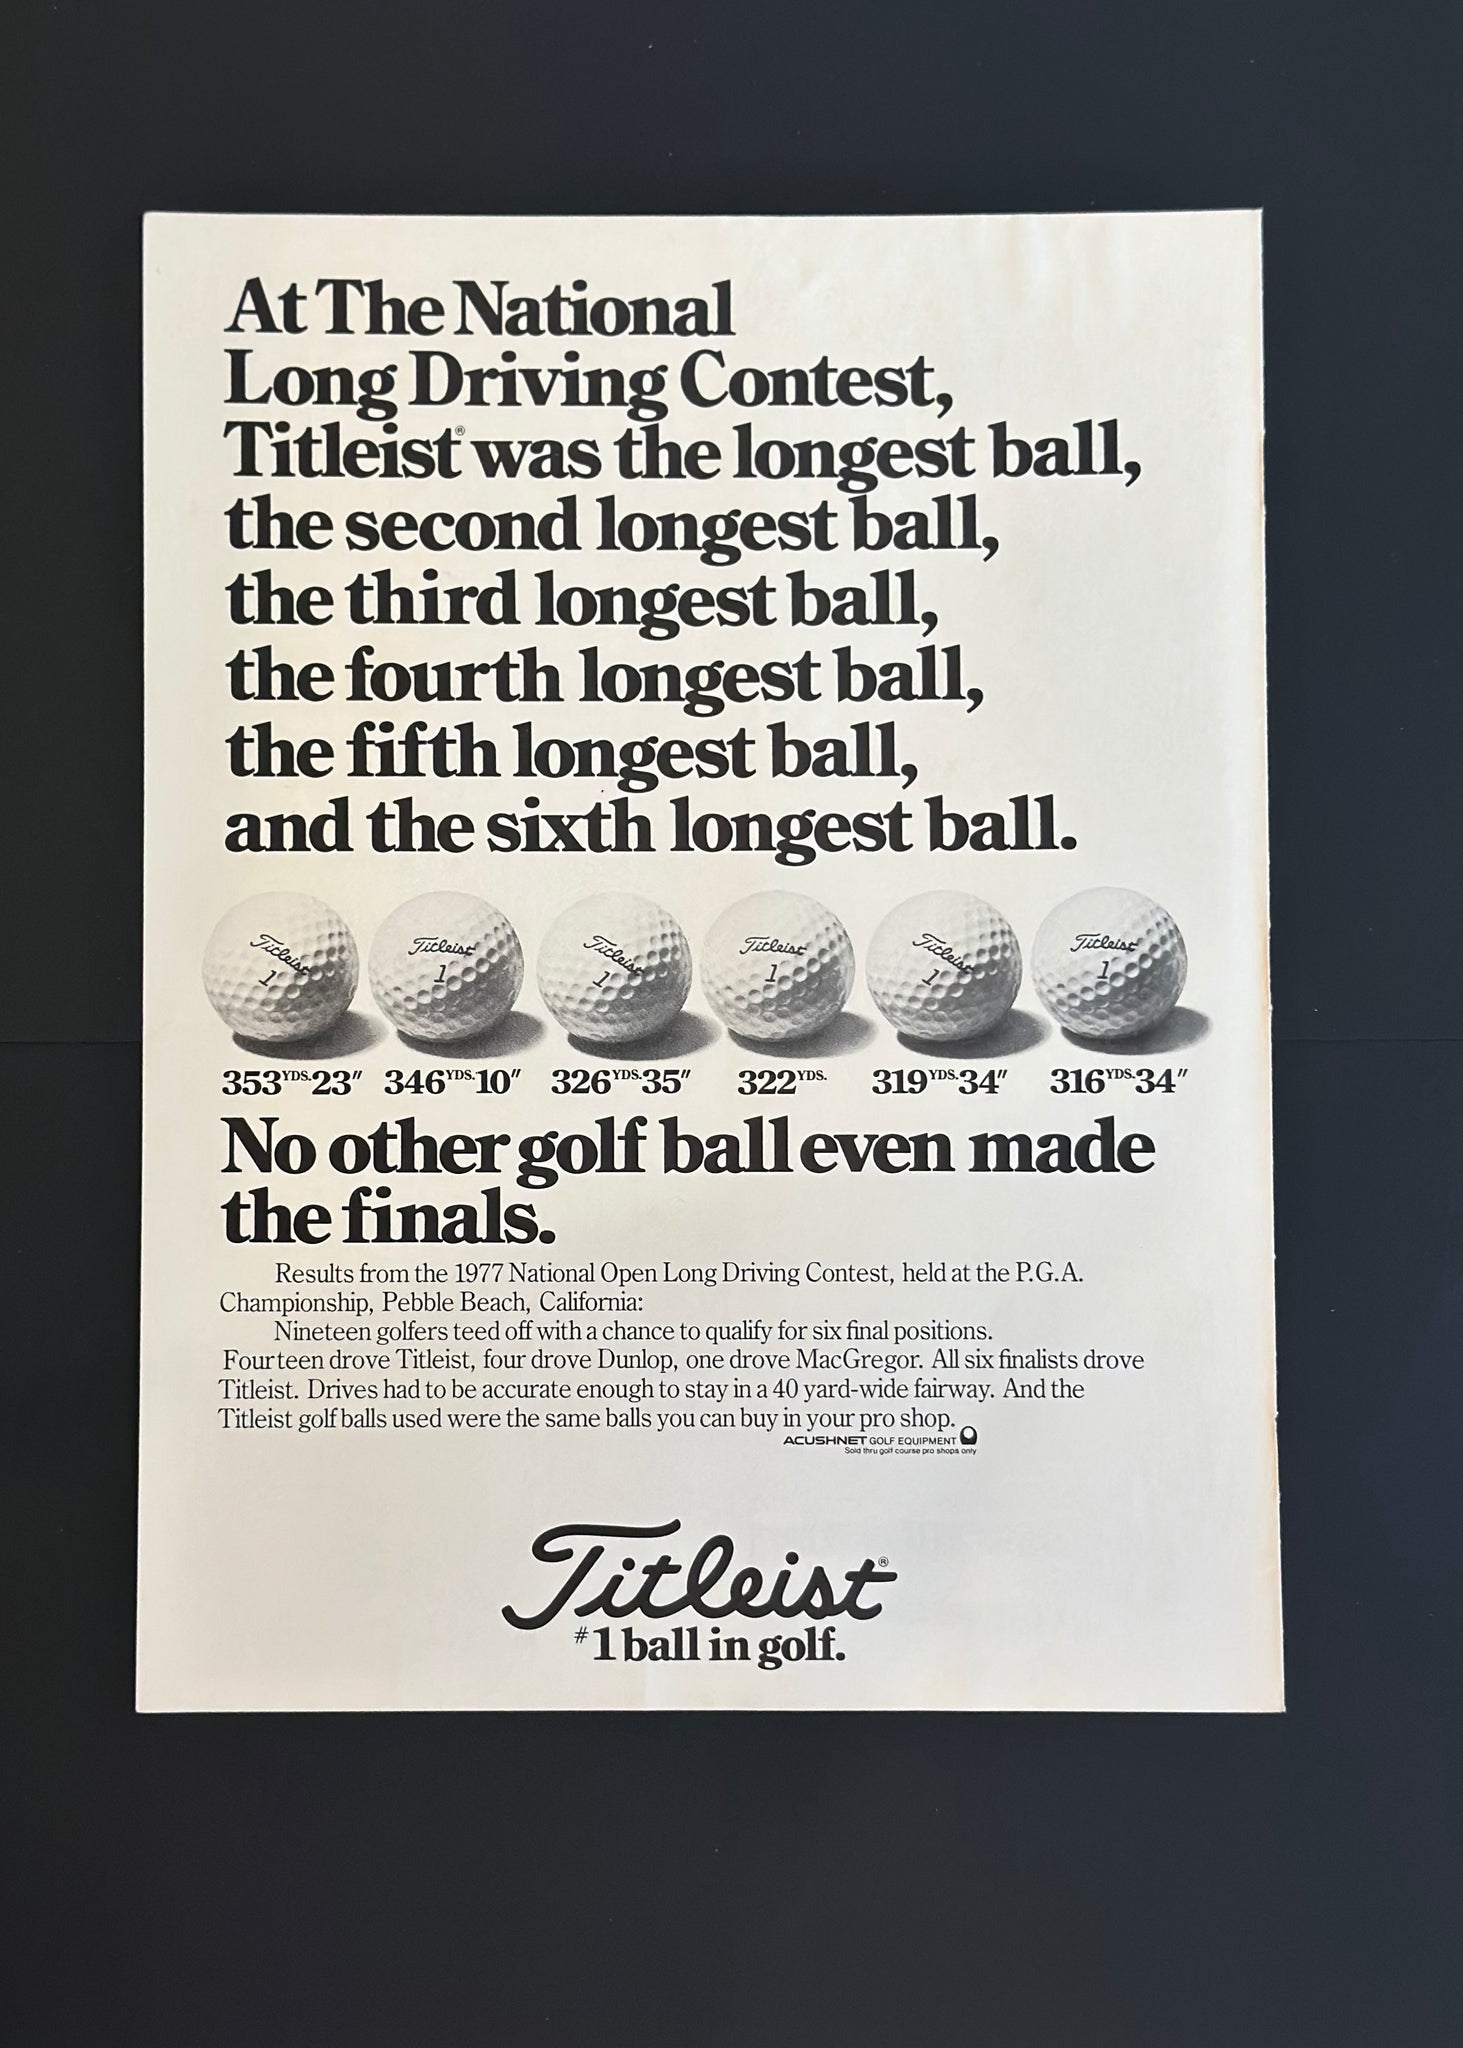 At The National
Long Driving Contest,
Titleist® was the longest ball,
the second longest ball,
the third longest ball,
the fourth longest ball,
the fifth longest ball,
and the sixth longest ball.
Titleist 1 Titleist 1 Titleist 1 Titleist 1 Titleist 1 Titleist 1
353YDS.23" 346YDS.10" 326YDS.35" 322YDS. 319YDS.34" 316YDS.34"
No other golf ball even made
the finals.
Results from the 1977 National Open Long Driving Contest, held at the P.G.A.
Championship, Pebble Beach, California:
Nineteen golfers teed off with a chance to qualify for six final positions.
Fourteen drove Titleist, four drove Dunlop, one drove MacGregor. All six finalists drove
Titleist. Drives had to be accurate enough to stay in a 40 yard-wide fairway. And the
Titleist golf balls used were the same balls you can buy in your pro shop.
ACUSHNET GOLF EQUIPMENT
Sold thru golf course pro shops only
Titleist®
#1 ball in golf.